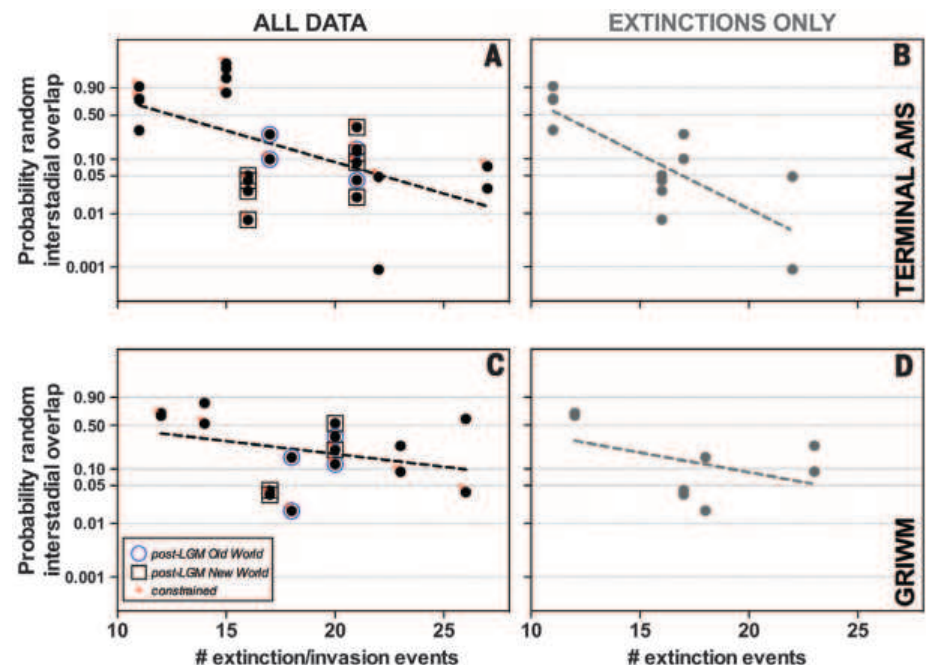 ALL DATA
EXTINCTIONS ONLY
Probability random
interstadial overlap
0.90
0.50
0.10
0.05
0.01
0.001
A
B
TERMINAL AMS
Probability random
interstadial overlap
0.90
0.50
0.10
0.05
0.01
0.001
C
D
GRIWM
post-LGM Old World
post-LGM New World
constrained
10 15 20 25
10 15 20 25
# extinction/invasion events
# extinction events